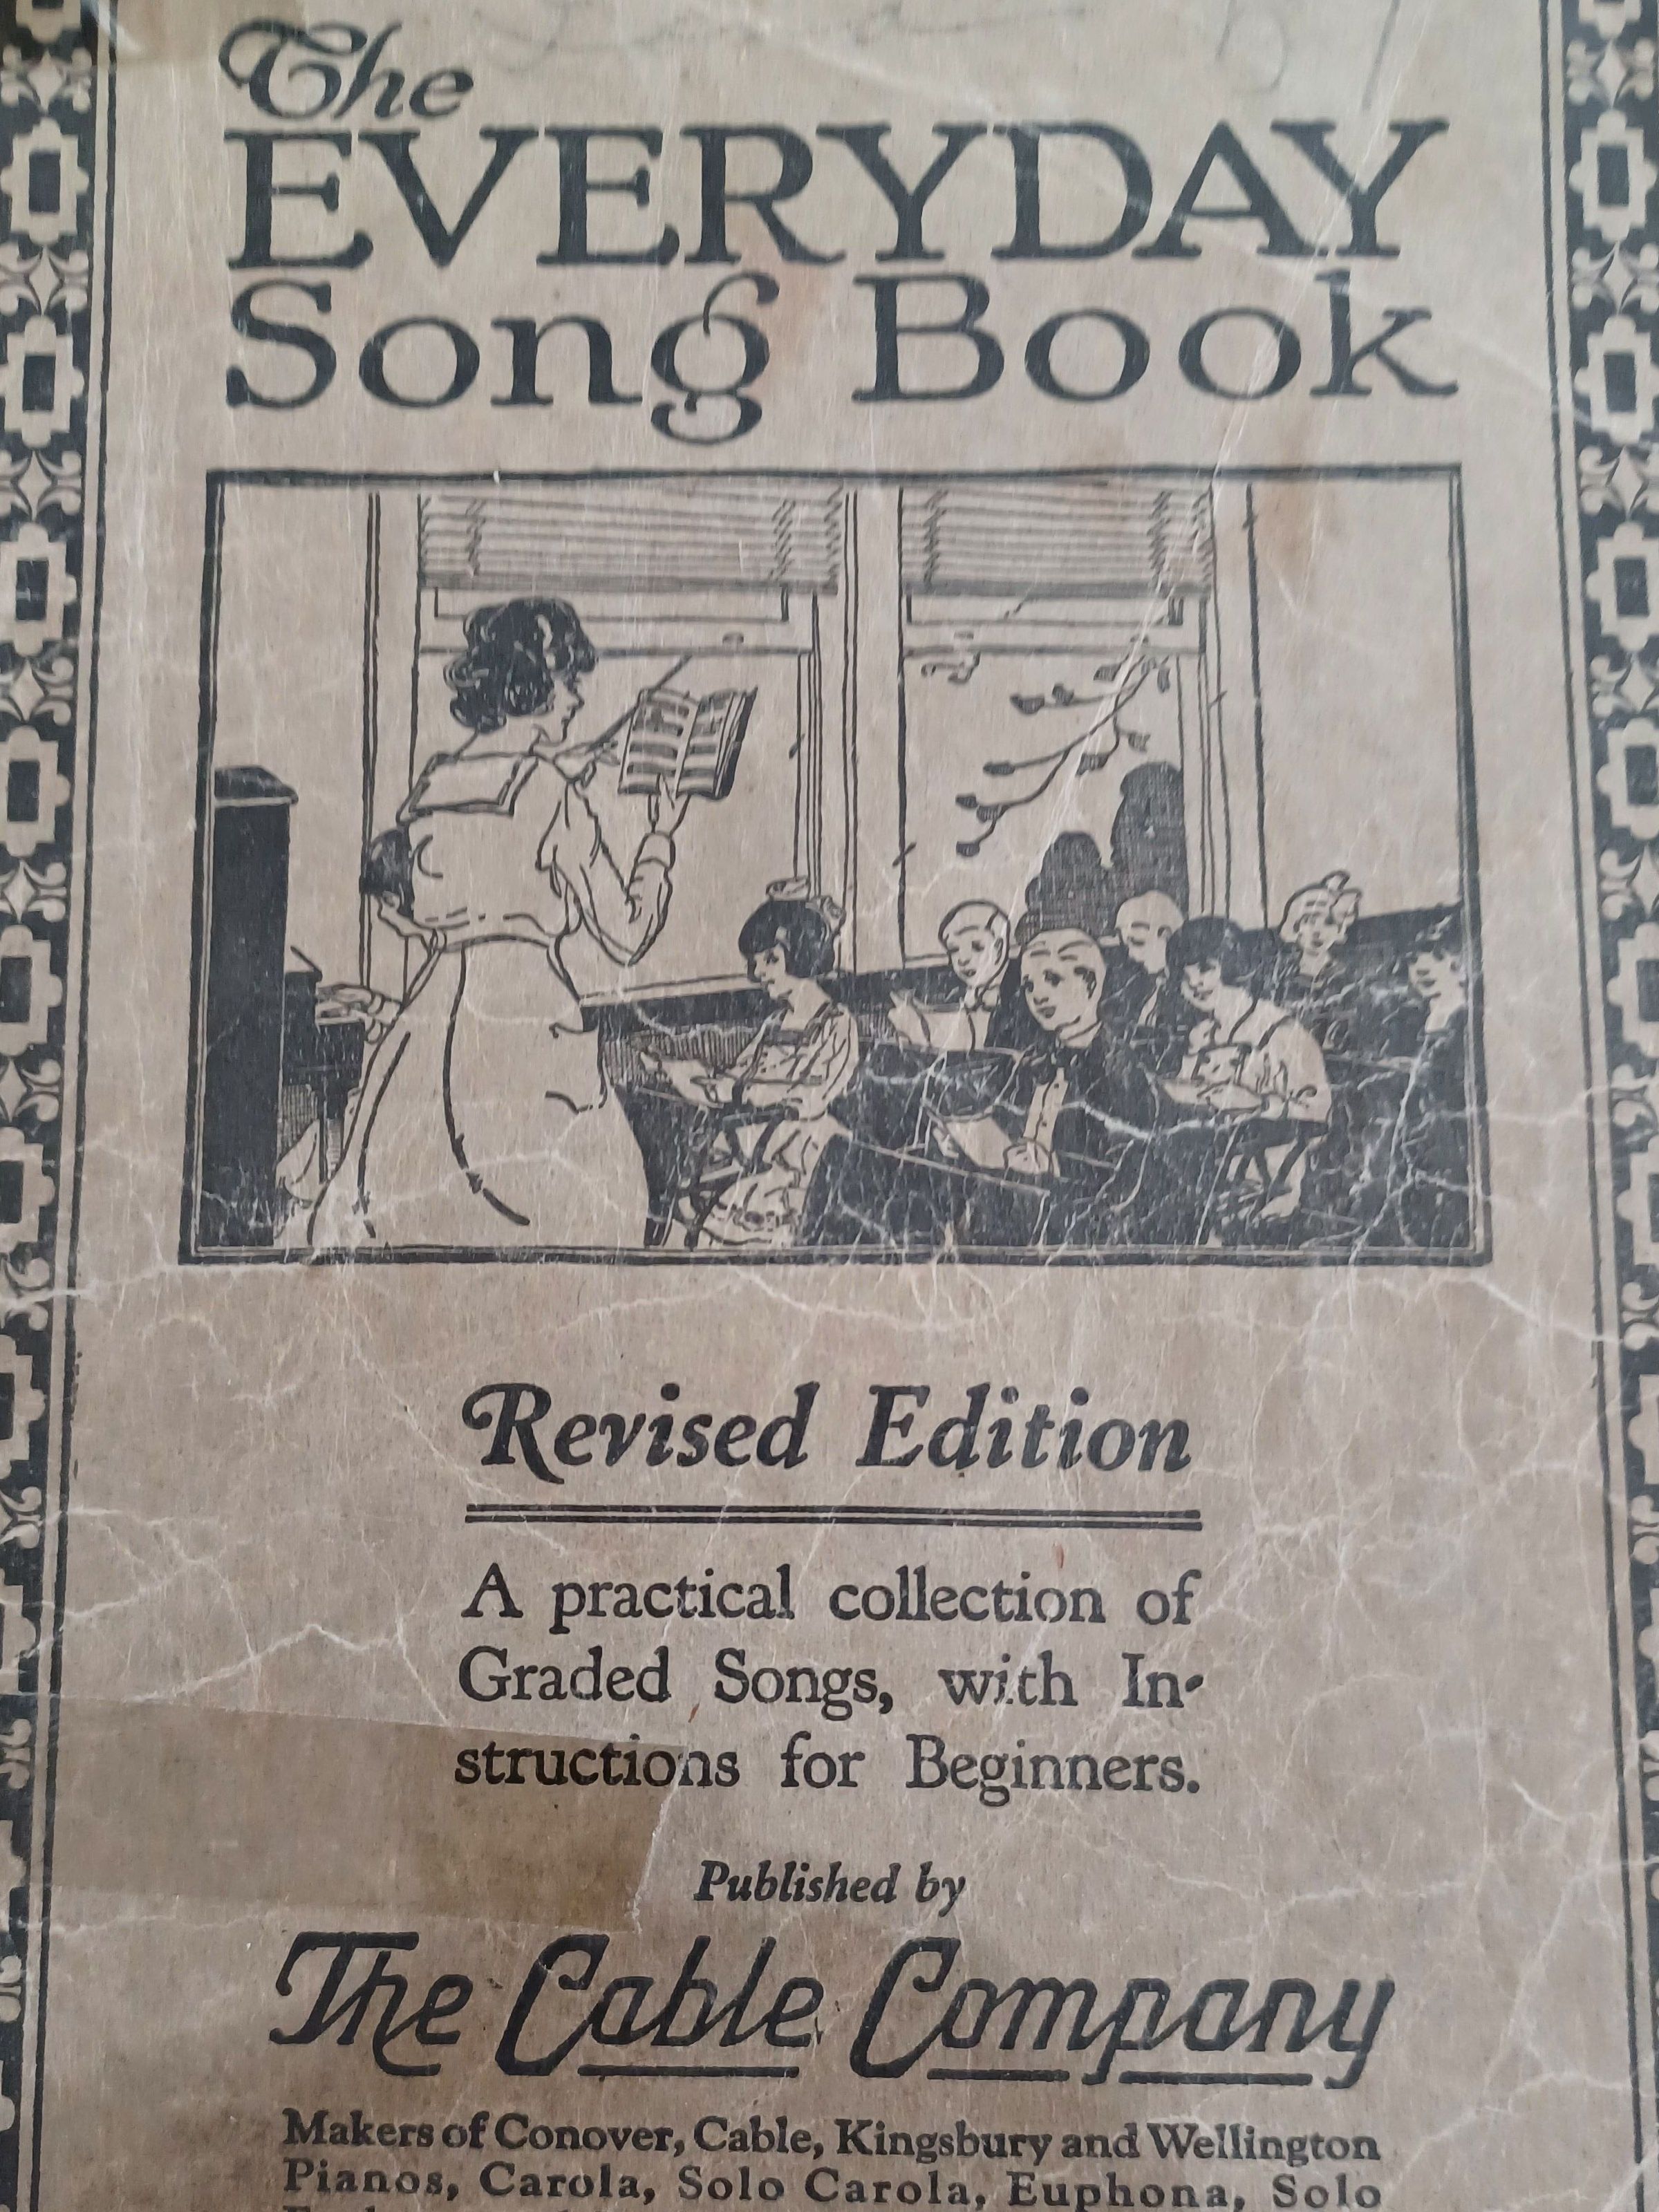 The
EVERYDAY
Song Book
Revised Edition
A practical collection of
Graded Songs, with In-
structions for Beginners.
Published by
The Cable Company
Makers of Conover, Cable, Kingsbury and Wellington
Pianos, Carola, Solo Carola, Euphona, Solo